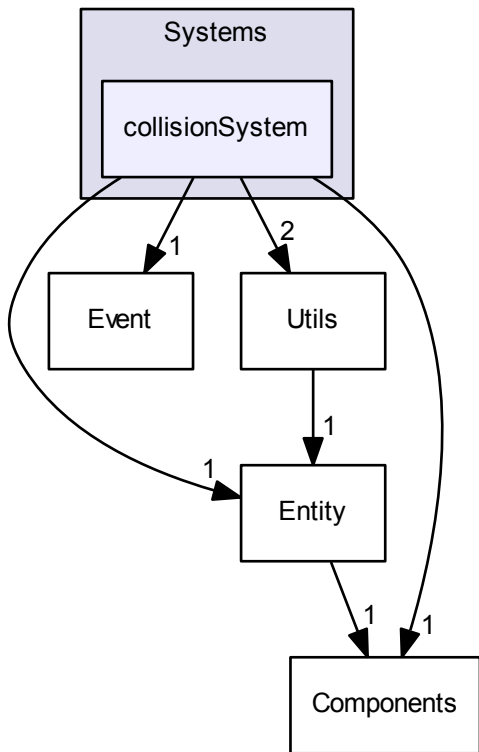 Systems
collisionSystem
1
2
Event
Utils
1
1
Entity
1
1
Components